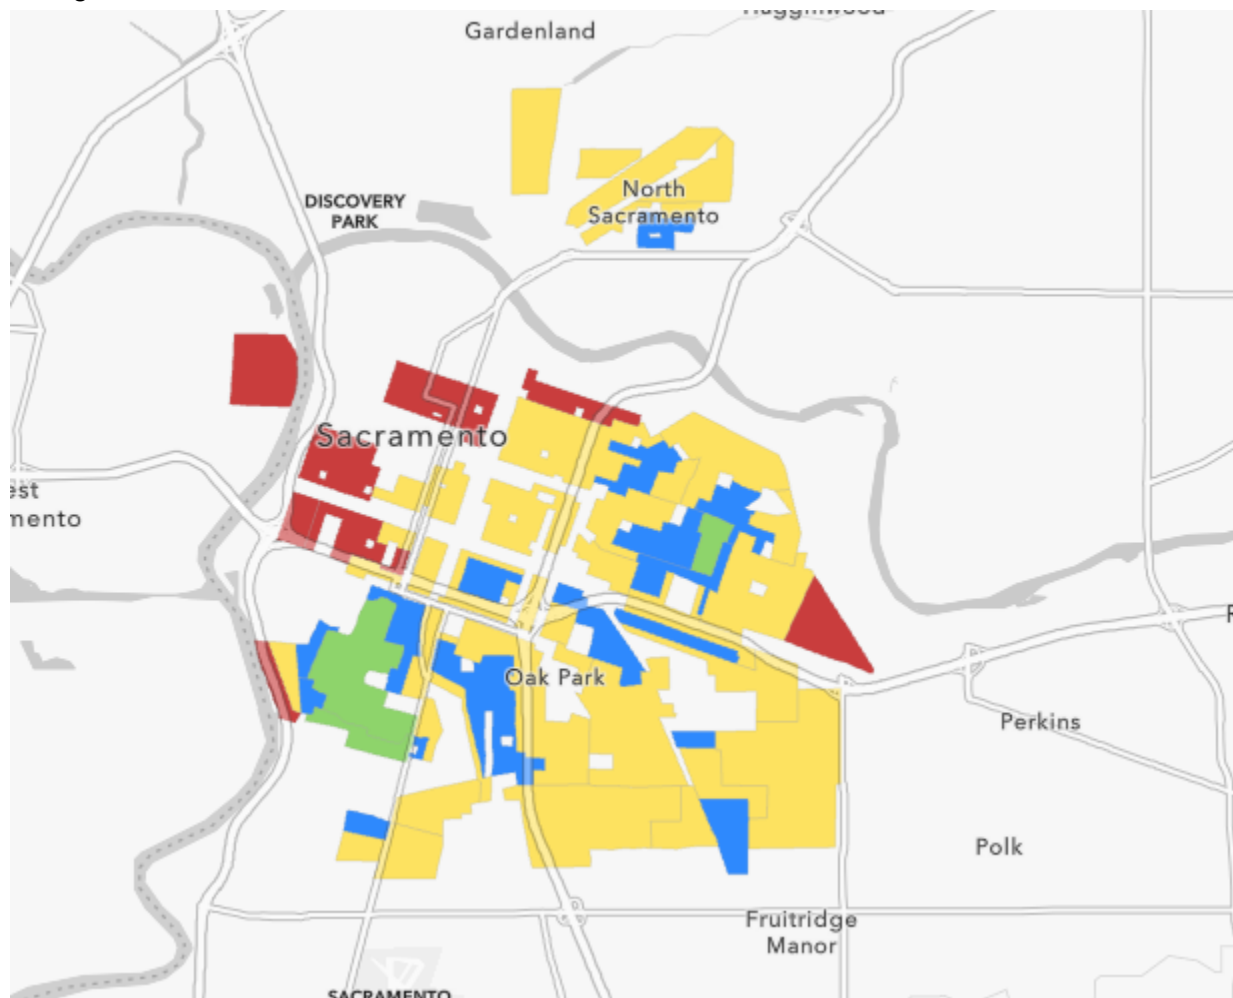 Gardenland
DISCOVERY
PARK
North
Sacramento
Sacramento
est
mento
Oak Park
Perkins
Polk
Fruitridge
Manor
SACRAMENTO